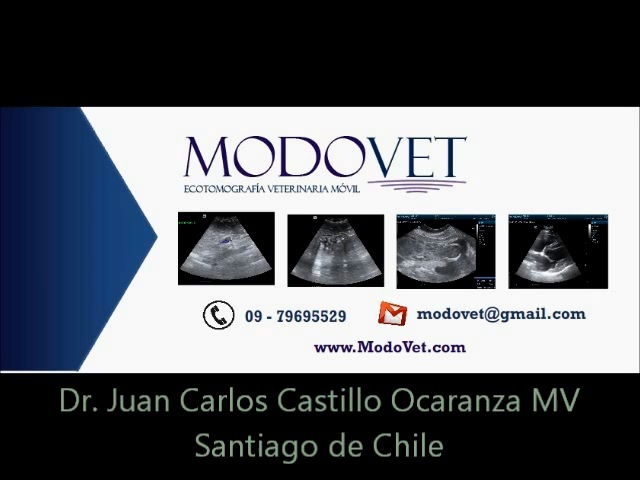 MODOVET
ECOTOMOGRAFÍA VETERINARIA MÓVIL
09 - 79695529
modovet@gmail.com
www.ModoVet.com
Dr. Juan Carlos Castillo Ocaranza MV
Santiago de Chile